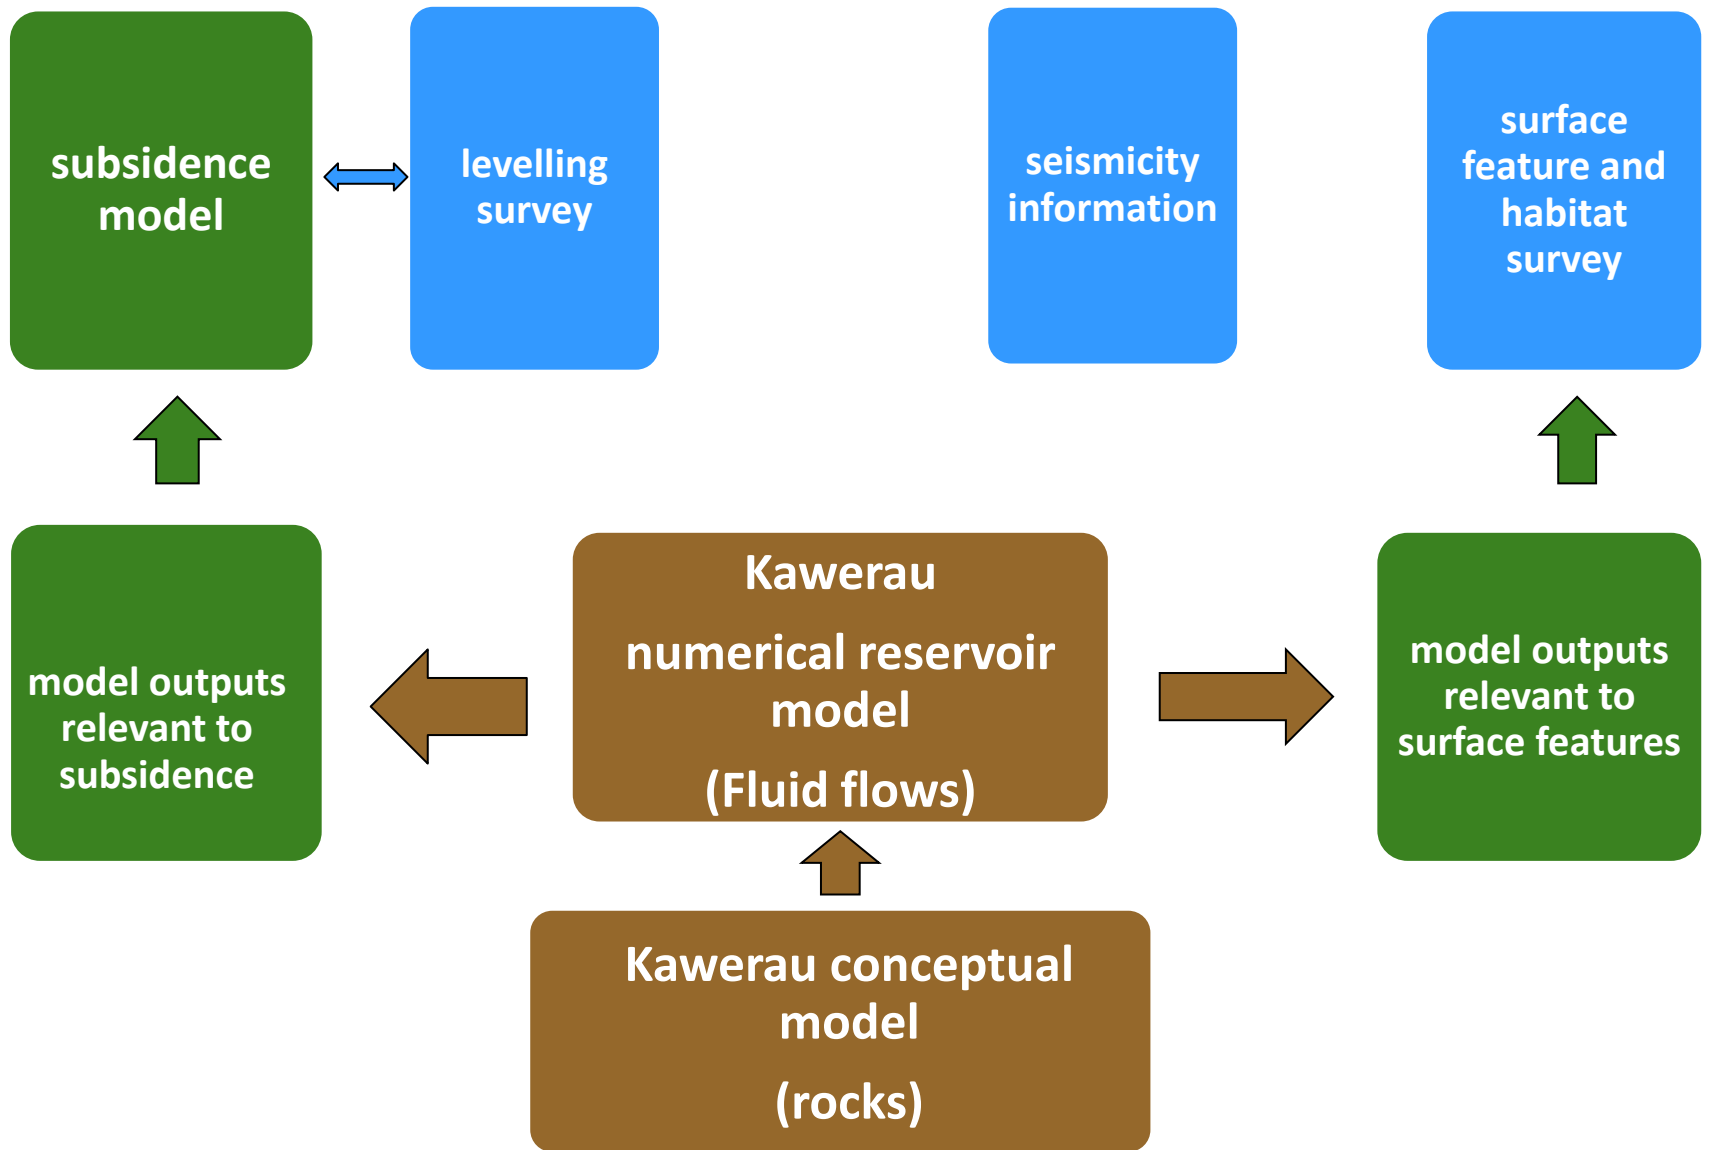 subsidence
model
levelling
survey
seismicity
information
surface
feature and
habitat
survey
model outputs
relevant to
subsidence
Kawerau
numerical reservoir
model
(Fluid flows)
model outputs
relevant to
surface features
Kawerau conceptual
model
(rocks)